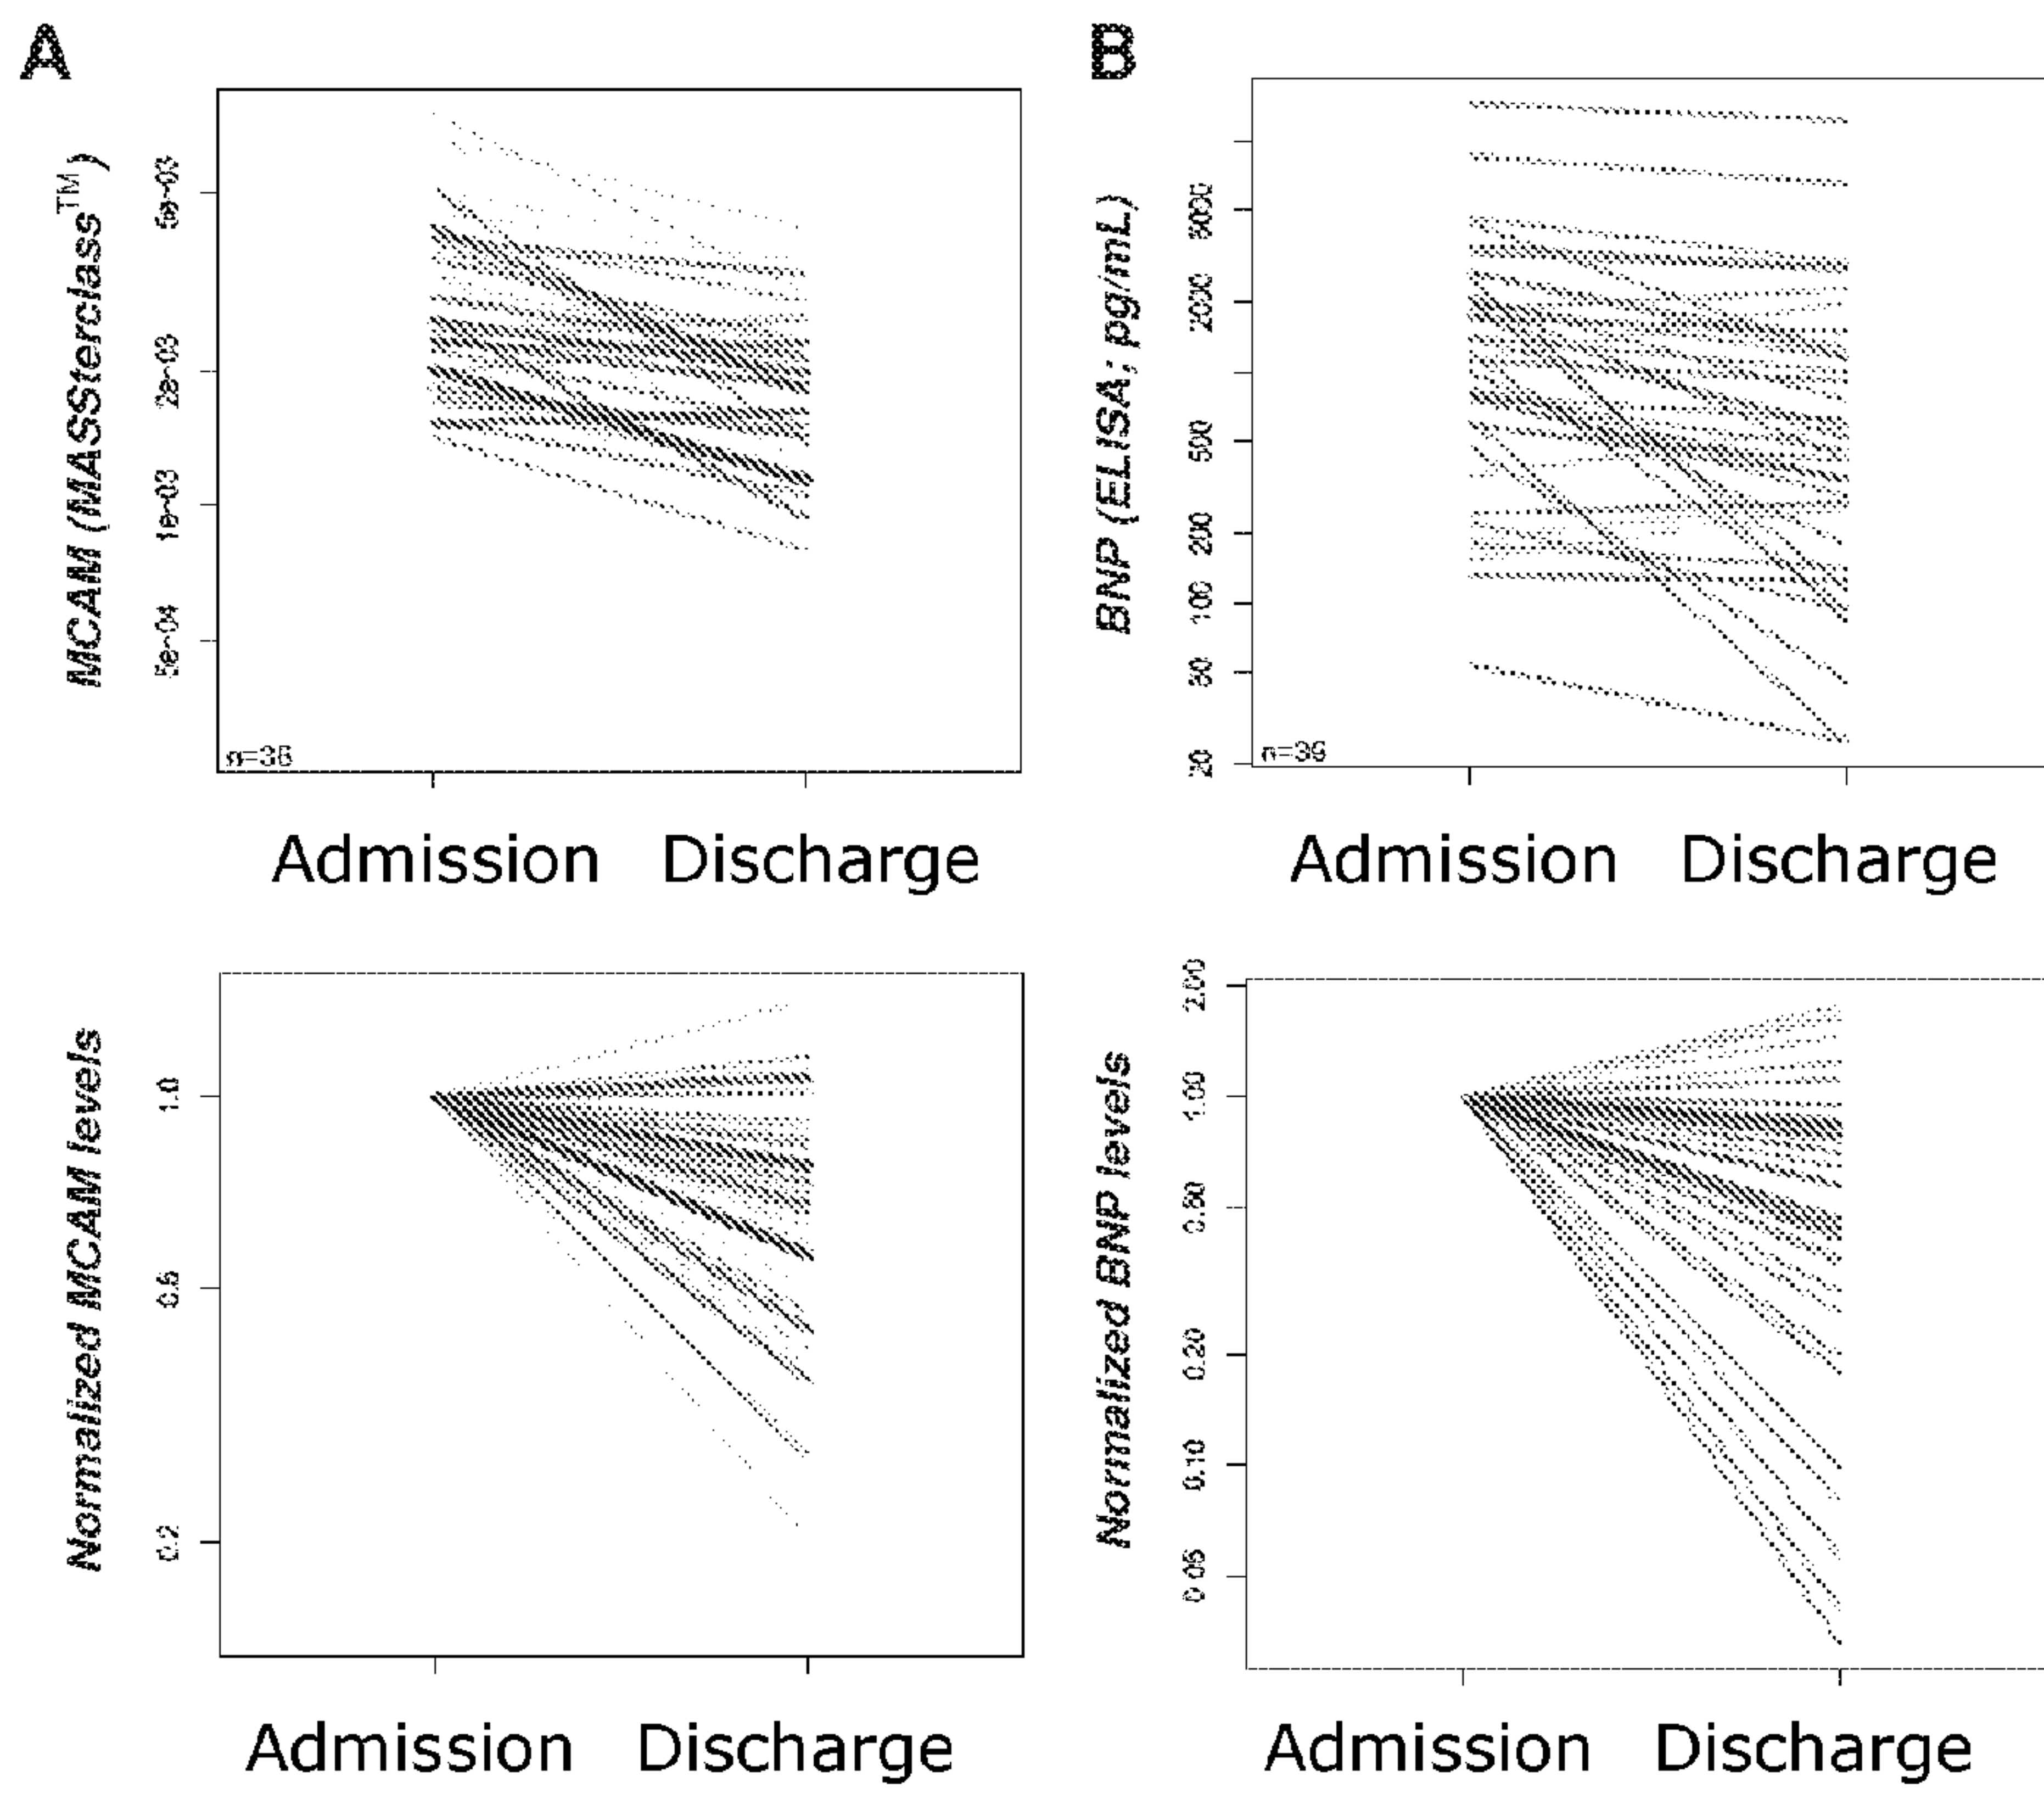 A
B
MCAM (MASSterclass™)
5e-03
2e-03
1e-03
5e-04
n=36
Admission Discharge
BNP (ELISA; pg/mL)
5000
2000
500
200
100
50
20
Admission Discharge
Normalized MCAM levels
1.0
0.5
0.2
Admission Discharge
Normalized BNP levels
2.00
1.00
0.50
0.20
0.10
0.05
Admission Discharge